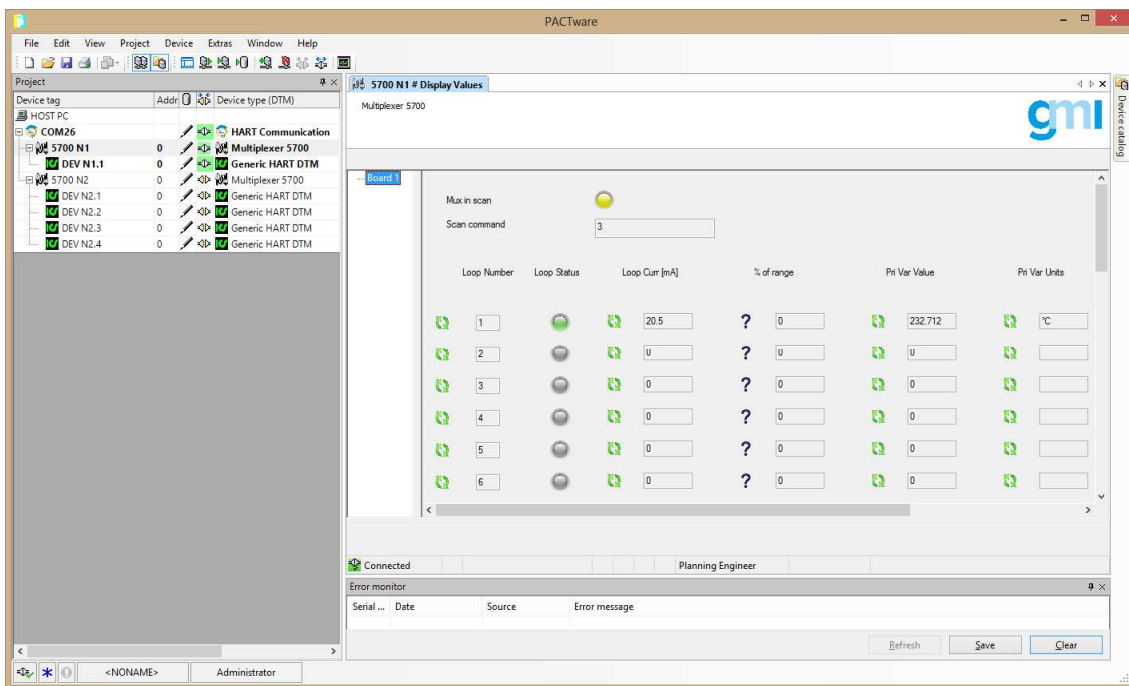 PACTware
File Edit View Project Device Extras Window Help
Project
Device tag Addr Device type (DTM)
HOST PC
COM26 HART Communication
5700 N1 0 Multiplexer 5700
DEV N1.1 0 Generic HART DTM
5700 N2 0 Multiplexer 5700
DEV N2.1 0 Generic HART DTM
DEV N2.2 0 Generic HART DTM
DEV N2.3 0 Generic HART DTM
DEV N2.4 0 Generic HART DTM
5700 N1 # Display Values
Multiplexer 5700
gmi
Device catalog
Board 1
Mux in scan
Scan command 3
Loop Number Loop Status Loop Curr [mA] % of range Pri Var Value Pri Var Units
1 20.5 ? 0 232.712 °C
2 0 ? 0 0
3 0 ? 0 0
4 0 ? 0 0
5 0 ? 0 0
6 0 ? 0 0
Connected Planning Engineer
Error monitor
Serial ... Date Source Error message
Refresh Save Clear
<NONAME> Administrator